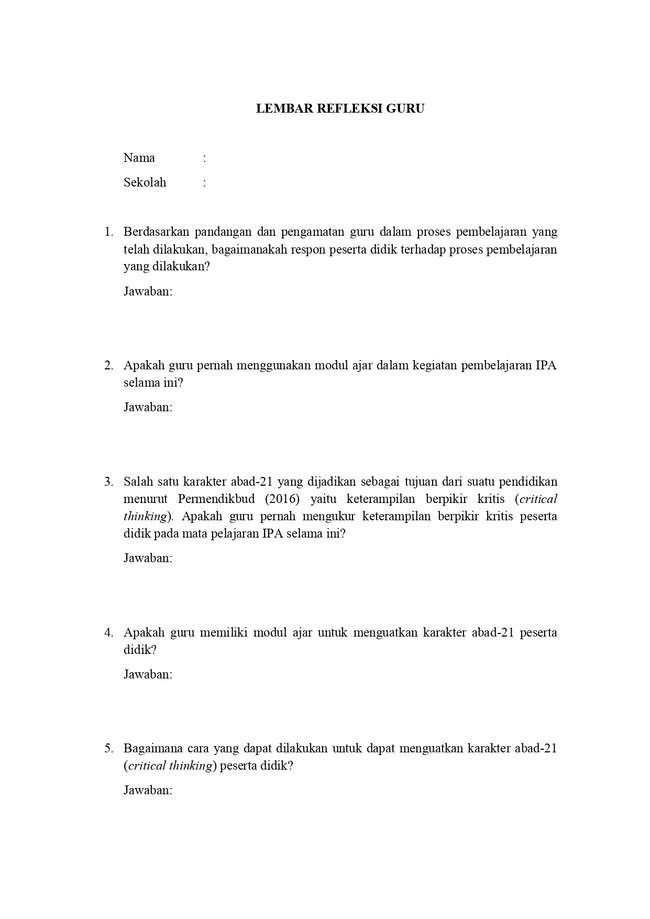 LEMBAR REFLEKSI GURU
Nama :
Sekolah :
1. Berdasarkan pandangan dan pengamatan guru dalam proses pembelajaran yang
telah dilakukan, bagaimanakah respon peserta didik terhadap proses pembelajaran
yang dilakukan?
Jawaban:
2. Apakah guru pernah menggunakan modul ajar dalam kegiatan pembelajaran IPA
selama ini?
Jawaban:
3. Salah satu karakter abad-21 yang dijadikan sebagai tujuan dari suatu pendidikan
menurut Permendikbud (2016) yaitu keterampilan berpikir kritis (critical
thinking). Apakah guru pernah mengukur keterampilan berpikir kritis peserta
didik pada mata pelajaran IPA selama ini?
Jawaban:
4. Apakah guru memiliki modul ajar untuk menguatkan karakter abad-21 peserta
didik?
Jawaban:
5. Bagaimana cara yang dapat dilakukan untuk dapat menguatkan karakter abad-21
(critical thinking) peserta didik?
Jawaban: